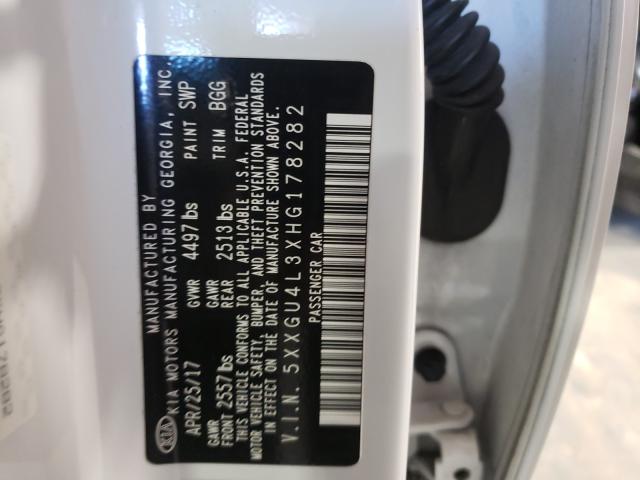 KIA
MANUFACTURED BY
KIA MOTORS MANUFACTURING GEORGIA, INC.
APR/25/17 GVWR 4497lbs PAINT SWP
GAWR FRONT 2557lbs GAWR REAR 2513lbs TRIM BGG
THIS VEHICLE CONFORMS TO ALL APPLICABLE U.S.A. FEDERAL
MOTOR VEHICLE SAFETY, BUMPER, AND THEFT PREVENTION STANDARDS
IN EFFECT ON THE DATE OF MANUFACTURE SHOWN ABOVE.
V.I.N. 5XXGU4L3XHG178282
PASSENGER CAR